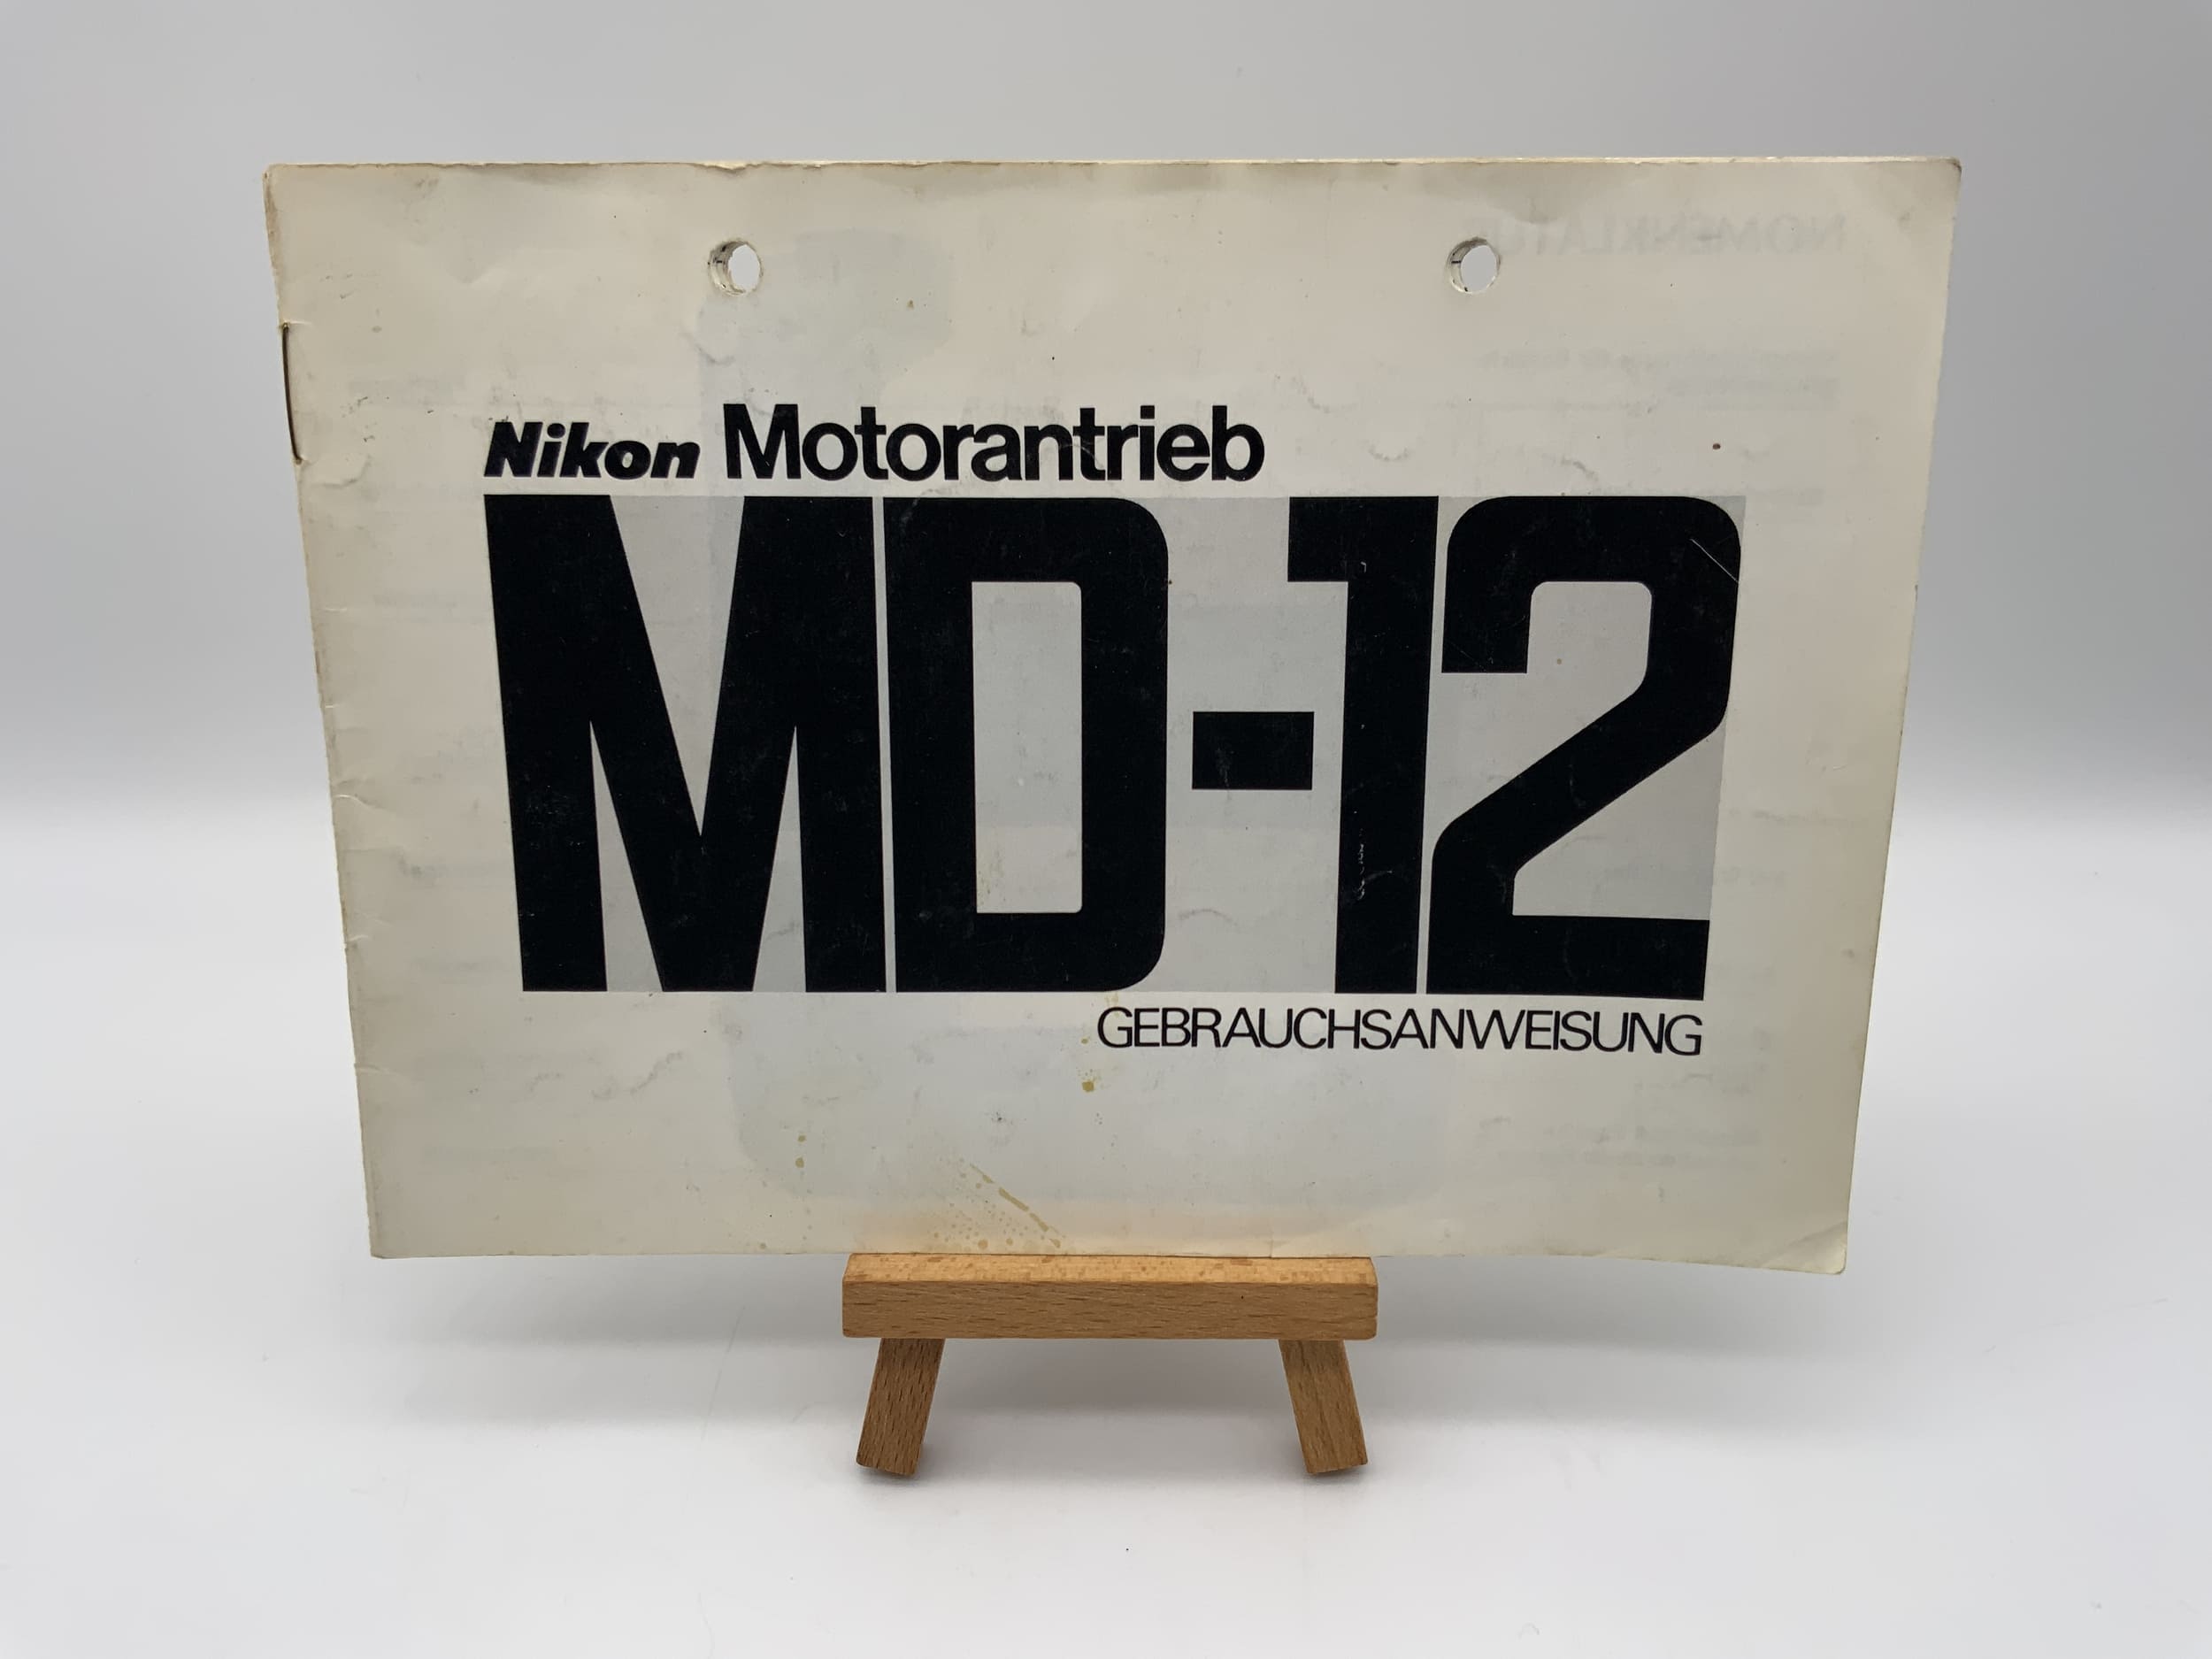 Nikon Motorantrieb
MD-12
GEBRAUCHSANWEISUNG